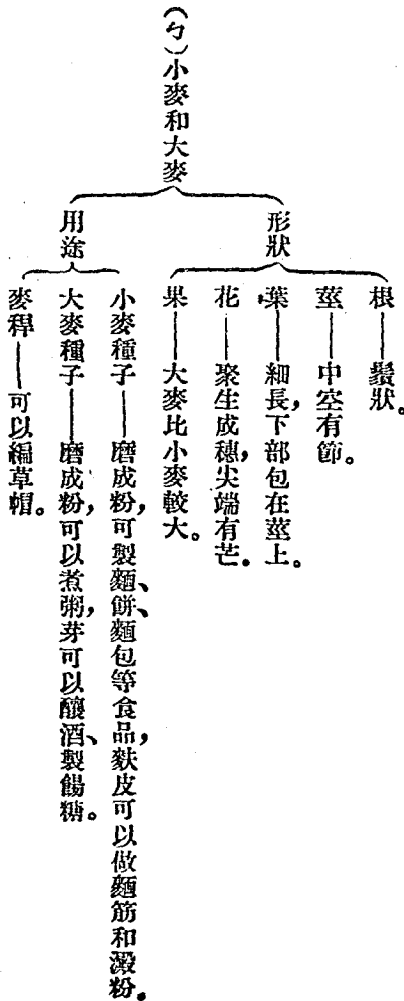 (ㄅ)小麥和大麥
形狀
根——鬚狀。
莖——中空有節。
葉——細長,下部包在莖上。
花——聚生成穗,尖端有芒。
果——大麥比小麥較大。
用途
小麥種子——磨成粉,可製麵餅、麵包等食品,麩皮可以做麵筋和澱粉。
大麥種子——磨成粉,可以煮粥,芽可以釀酒、製餳糖。
麥稈——可以編草帽。